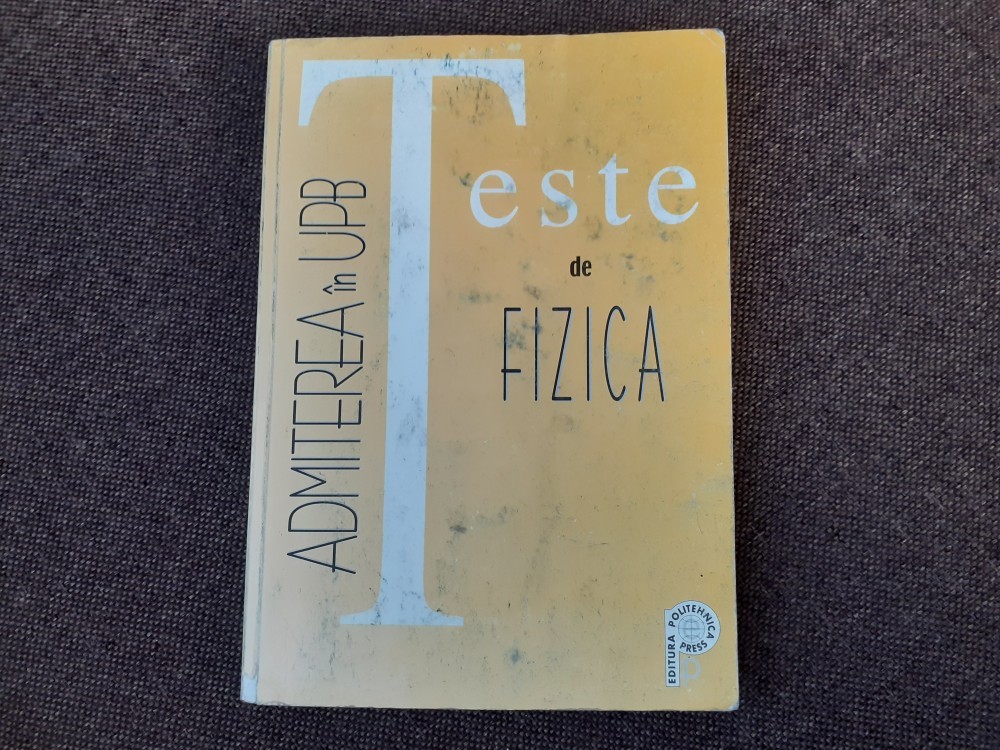 ADMITEREA în UPB
Teste
de
FIZICA
EDITURA POLITEHNICA
PRESS